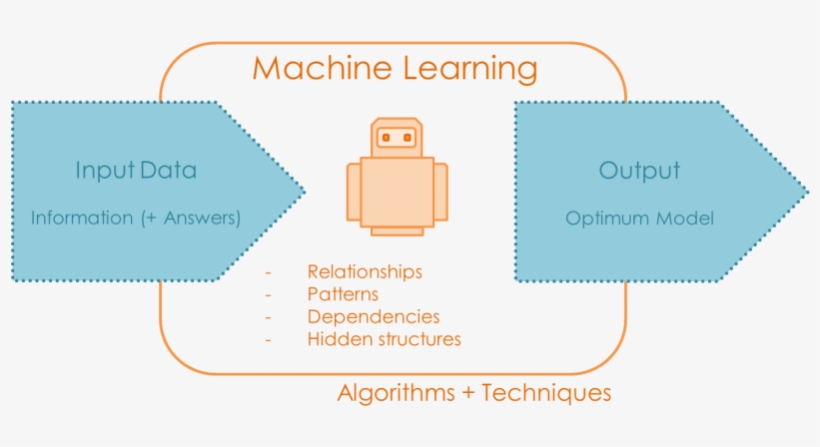 Machine Learning
Input Data
Information (+ Answers)
- Relationships
- Patterns
- Dependencies
- Hidden structures
Output
Optimum Model
Algorithms + Techniques